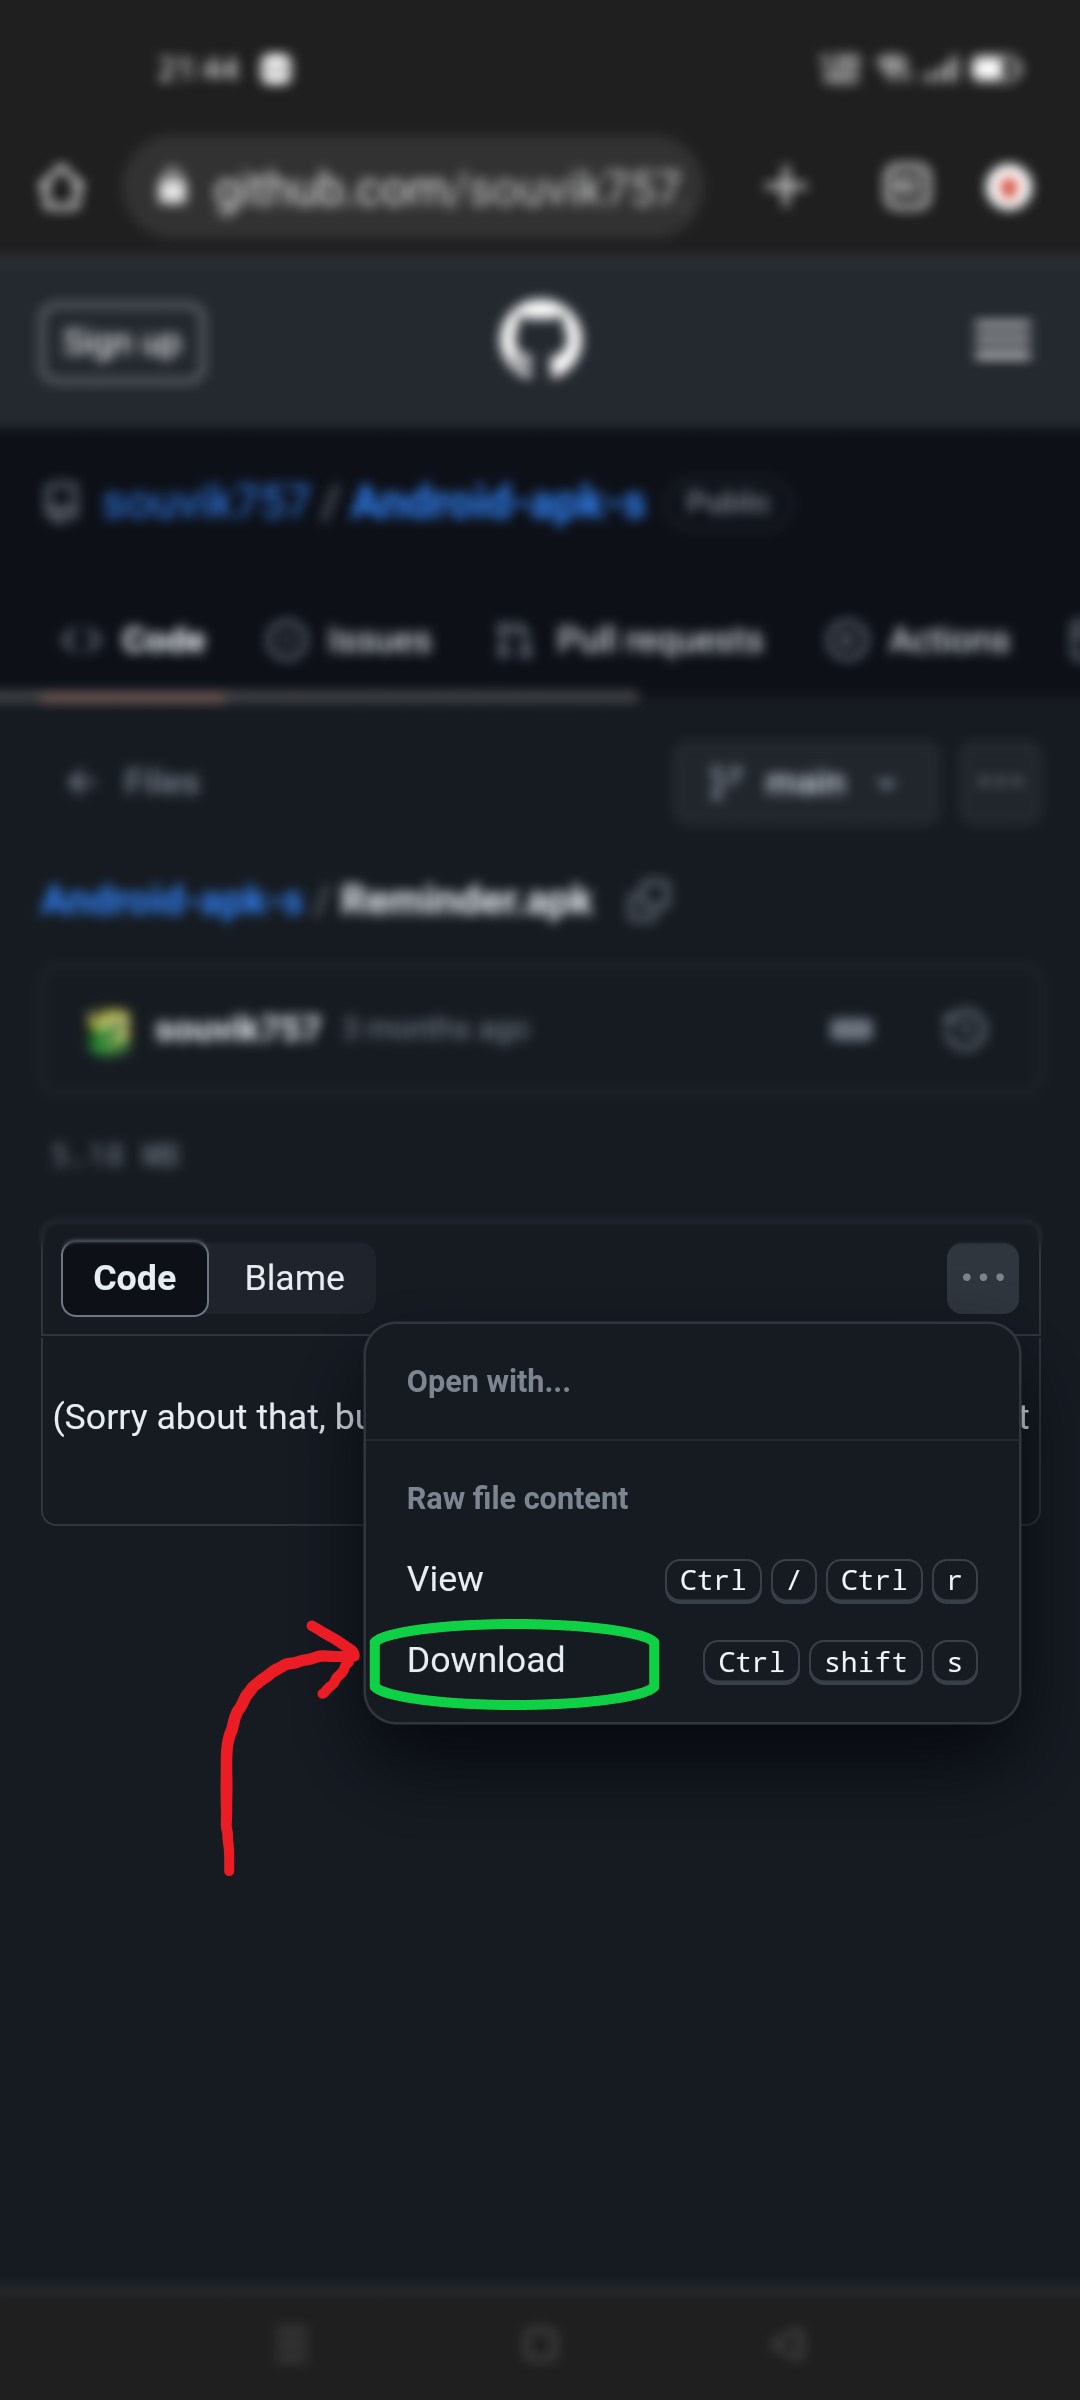 21:44
github.com/souvik757
Sign up
souvik757 / Android-apk-s Public
Code Issues Pull requests Actions
Files main
Android-apk-s / Reminder.apk
souvik757 3 months ago
5.18 MB
Code Blame
Open with...
(Sorry about that, bu t
Raw file content
View Ctrl / Ctrl r
Download Ctrl shift s